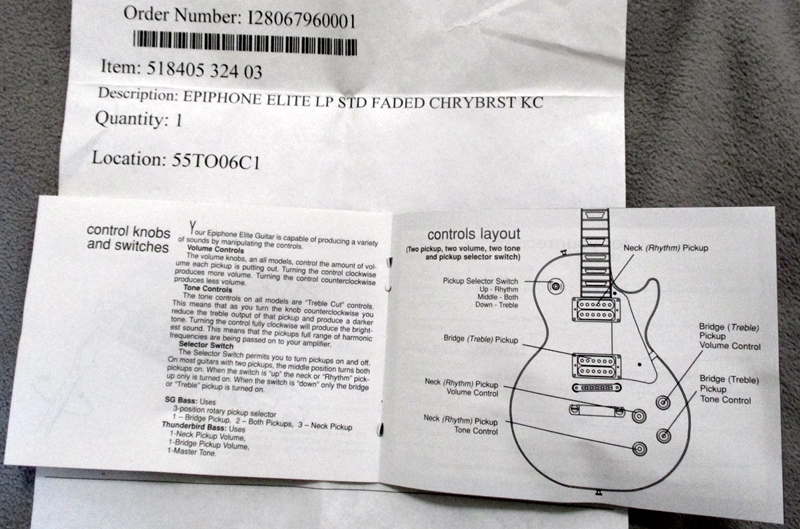 Order Number: I28067960001
Item: 518405 324 03
Description: EPIPHONE ELITE LP STD FADED CHRYBRST KC
Quantity: 1
Location: 55TO06C1
control knobs
and switches
Your Epiphone Elite Guitar is capable of producing a variety
of sounds by manipulating the controls.
Volume Controls
The volume knobs, an all models, control the amount of vol-
ume each pickup is putting out. Turning the control clockwise
produces more volume. Turning the control counterclockwise
produces less volume.
Tone Controls
The tone controls on all models are "Treble Cut" controls.
This means that as you turn the knob counterclockwise you
reduce the treble output of that pickup and produce a darker
tone. Turning the control fully clockwise will produce the bright-
est sound. This means that the pickups full range of harmonic
frequencies are being passed on to your amplifier.
Selector Switch
The Selector Switch permits you to turn pickups on and off.
On most guitars with two pickups, the middle position turns both
pickups on. When the switch is "up" the neck or "Rhythm" pick-
up only is turned on. When the switch is "down" only the bridge
or "Treble" pickup is turned on.
SG Bass: Uses
3-position rotary pickup selector
1 – Bridge Pickup, 2 – Both Pickups, 3 – Neck Pickup
Thunderbird Bass: Uses
1-Neck Pickup Volume,
1-Bridge Pickup Volume,
1-Master Tone.
controls layout
(Two pickup, two volume, two tone
and pickup selector switch)
Neck (Rhythm) Pickup
Pickup Selector Switch
Up - Rhythm
Middle - Both
Down - Treble
Bridge (Treble) Pickup
Bridge (Treble)
Pickup
Volume Control
Neck (Rhythm) Pickup
Volume Control
Bridge (Treble)
Pickup
Tone Control
Neck (Rhythm) Pickup
Tone Control